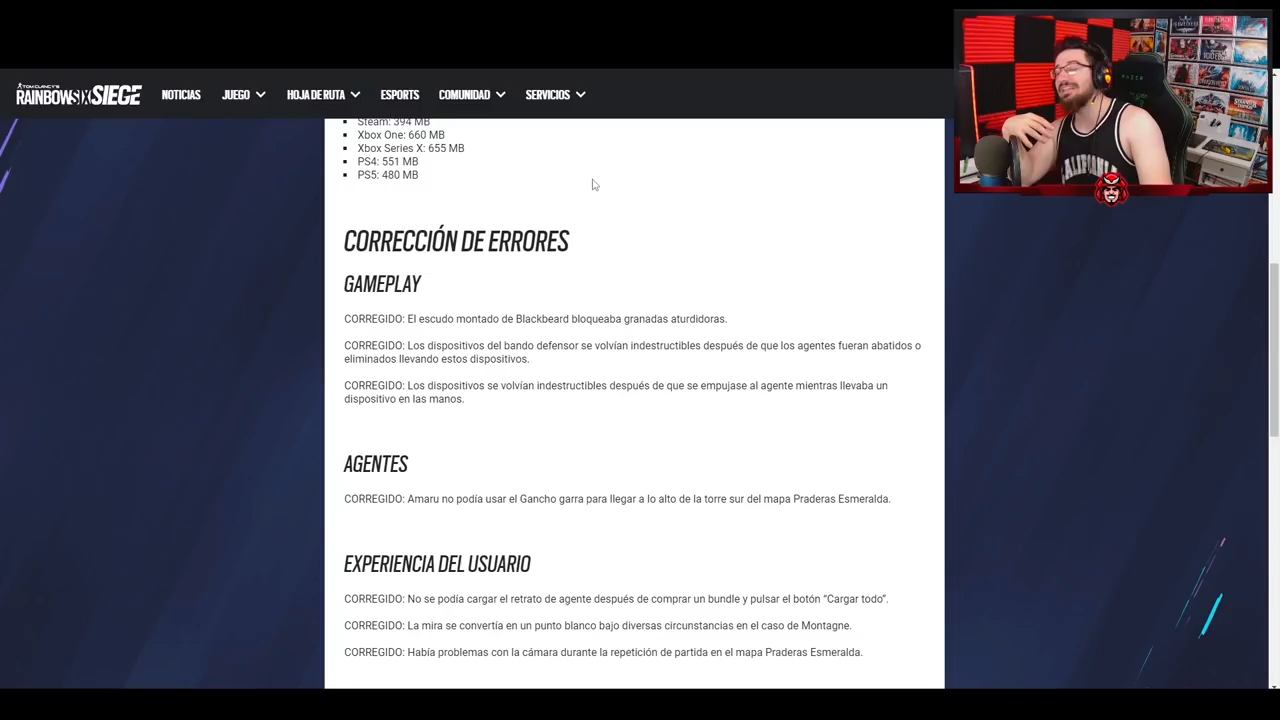 TOM CLANCY'S
RAINBOW SIX SIEGE
NOTICIAS
JUEGO
HOJA DE RUTA
ESPORTS
COMUNIDAD
SERVICIOS
Steam: 394 MB
Xbox One: 660 MB
Xbox Series X: 655 MB
PS4: 551 MB
PS5: 480 MB
CORRECCIÓN DE ERRORES
GAMEPLAY
CORREGIDO: El escudo montado de Blackbeard bloqueaba granadas aturdidoras.
CORREGIDO: Los dispositivos del bando defensor se volvían indestructibles después de que los agentes fueran abatidos o
eliminados llevando estos dispositivos.
CORREGIDO: Los dispositivos se volvían indestructibles después de que se empujase al agente mientras llevaba un
dispositivo en las manos.
AGENTES
CORREGIDO: Amaru no podía usar el Gancho garra para llegar a lo alto de la torre sur del mapa Praderas Esmeralda.
EXPERIENCIA DEL USUARIO
CORREGIDO: No se podía cargar el retrato de agente después de comprar un bundle y pulsar el botón “Cargar todo”.
CORREGIDO: La mira se convertía en un punto blanco bajo diversas circunstancias en el caso de Montagne.
CORREGIDO: Había problemas con la cámara durante la repetición de partida en el mapa Praderas Esmeralda.